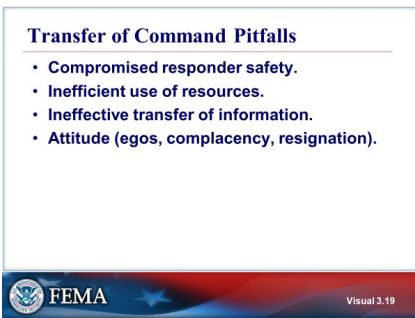 Transfer of Command Pitfalls
• Compromised responder safety.
• Inefficient use of resources.
• Ineffective transfer of information.
• Attitude (egos, complacency, resignation).
FEMA
Visual 3.19